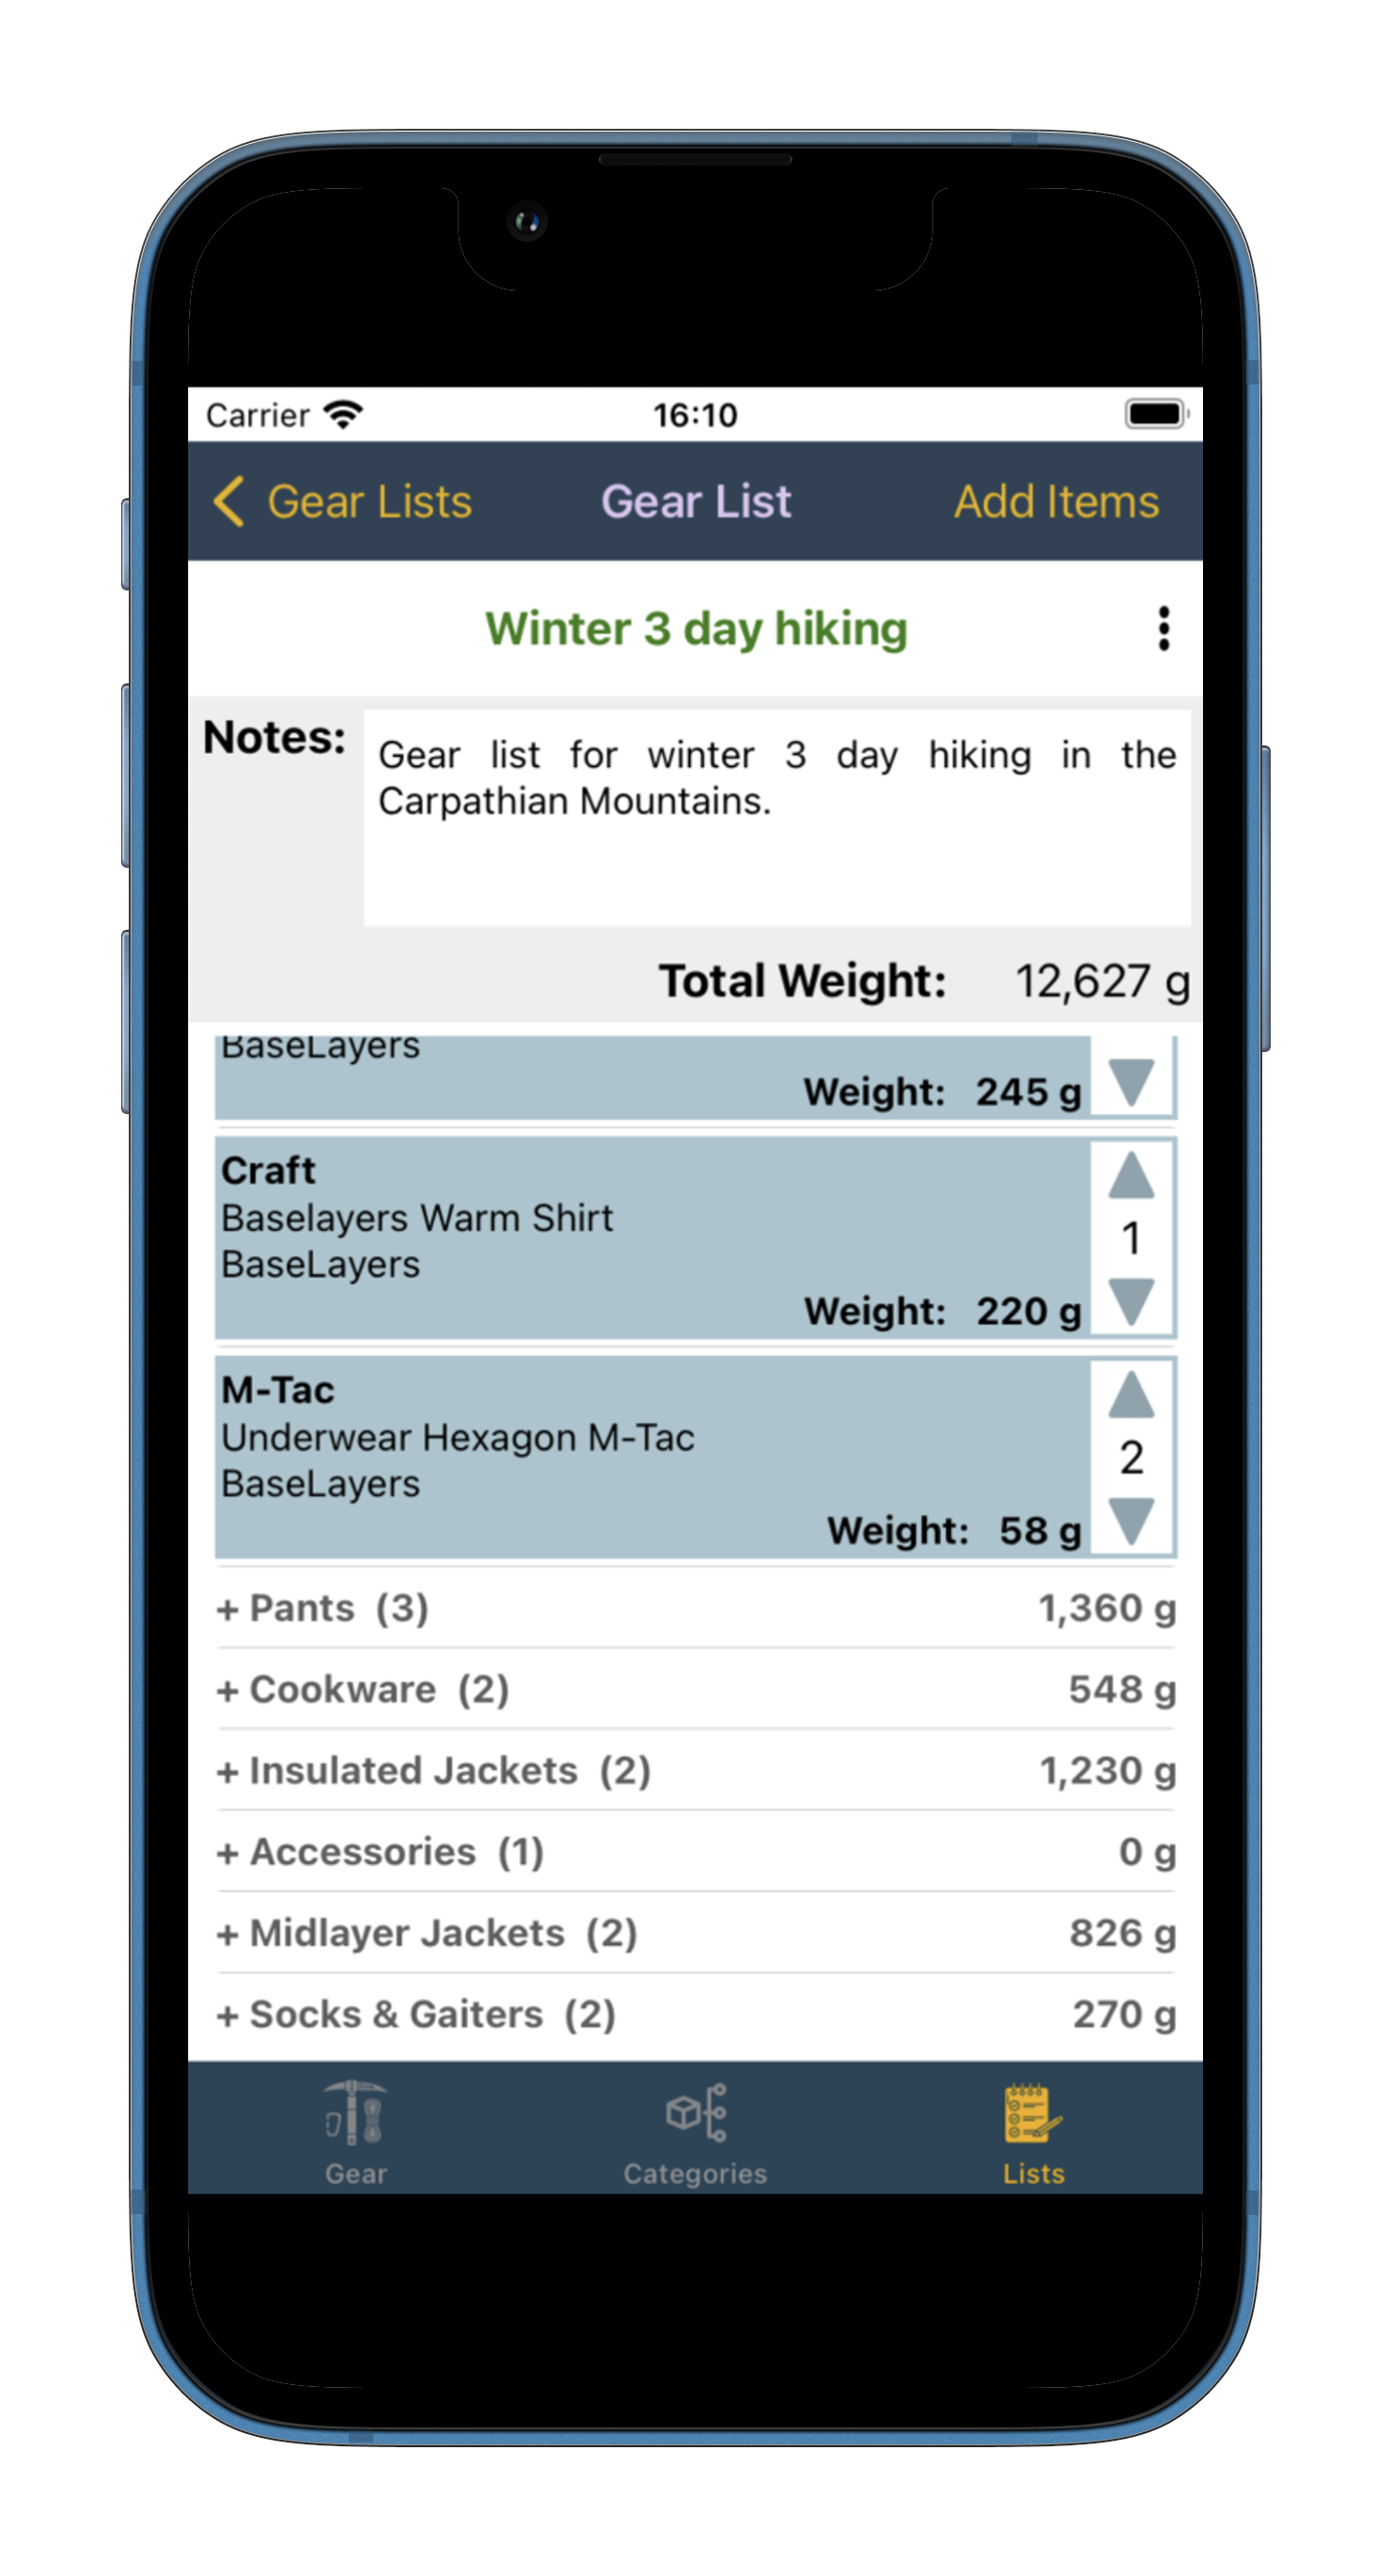 Carrier 16:10
Gear Lists Gear List Add Items
Winter 3 day hiking
Notes:
Gear list for winter 3 day hiking in the
Carpathian Mountains.
Total Weight: 12,627 g
BaseLayers
Weight: 245 g
Craft
Baselayers Warm Shirt
BaseLayers
1
Weight: 220 g
M-Tac
Underwear Hexagon M-Tac
BaseLayers
2
Weight: 58 g
+ Pants (3) 1,360 g
+ Cookware (2) 548 g
+ Insulated Jackets (2) 1,230 g
+ Accessories (1) 0 g
+ Midlayer Jackets (2) 826 g
+ Socks & Gaiters (2) 270 g
Gear Categories Lists